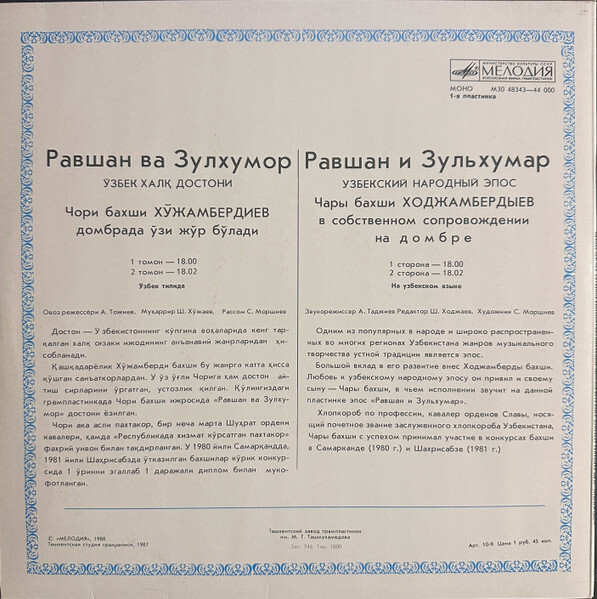 МИНИСТЕРСТВО КУЛЬТУРЫ СССР
МЕЛОДИЯ
ВСЕСОЮЗНАЯ ФИРМА ГРАМПЛАСТИНОК
МОНО М30 48343—44 000
1-я пластинка
Равшан ва Зулхумор
ЎЗБЕК ХАЛҚ ДОСТОНИ
Чори бахши ХЎЖАМБЕРДИЕВ
домбрада ўзи жўр бўлади
1 томон — 18.00
2 томон — 18.02
Ўзбек тилида
Овоз режессёри А. Тожиев. Муҳаррир Ш. Хўжаев. Рассом С. Моршнев
Достон — Ўзбекистоннинг кўпгина воҳаларида кенг тар-
қалган халқ оғзаки ижодининг анъанавий жанрларидан ҳи-
собланади.
Қашқадарёлик Хўжамберди бахши бу жанрга катта ҳисса
қўшган санъаткорлардан. У ўз ўғли Чорига ҳам достон айт-
иш сирларини ўргатган, устозлик қилган. Қўлингиздаги
грампластинкада Чори бахши ижросида «Равшан ва Зулху-
мор» достони ёзилган.
Чори ака асли пахтакор, бир неча марта Шуҳрат ордени
кавалери, ҳамда «Республикада хизмат кўрсатган пахтакор»
фахрий унвон билан тақдирланган. У 1980 йили Самарқандда,
1981 йили Шаҳрисабзда ўтказилган бахшилар кўрик конкур-
сида 1 ўринни эгаллаб 1 даражали диплом билан муко-
фотланган.
Равшан и Зульхумар
УЗБЕКСКИЙ НАРОДНЫЙ ЭПОС
Чары бахши ХОДЖАМБЕРДЫЕВ
в собственном сопровождении
на домбре
1 сторона — 18.00
2 сторона — 18.02
На узбекском языке
Звукорежиссер А. Таджиев Редактор Ш. Ходжаев, Художник С. Моршнев
Одним из популярных в народе и широко распространен-
ных во многих регионах Узбекистана жанров музыкального
творчества устной традиции является эпос.
Большой вклад в его развитие внес Ходжамберды бахши.
Любовь к узбекскому народному эпосу он привил и своему
сыну — Чары бахши, в чьем исполнении звучит на данной
пластинке эпос «Равшан и Зульхумар».
Хлопкороб по профессии, кавалер орденов Славы, нося-
щий почетное звание заслуженного хлопкороба Узбекистана,
Чары бахши с успехом принимал участие в конкурсах бахши
в Самарканде (1980 г.) и Шахрисабзе (1981 г.)
© «МЕЛОДИЯ», 1988
Ташкентская студия грамзаписи, 1987
Ташкентский завод грампластинок
им. М. Т. Ташмухамедова
Зак. 746 Тир. 1800
Арт. 10-9. Цена 1 руб. 45 коп.